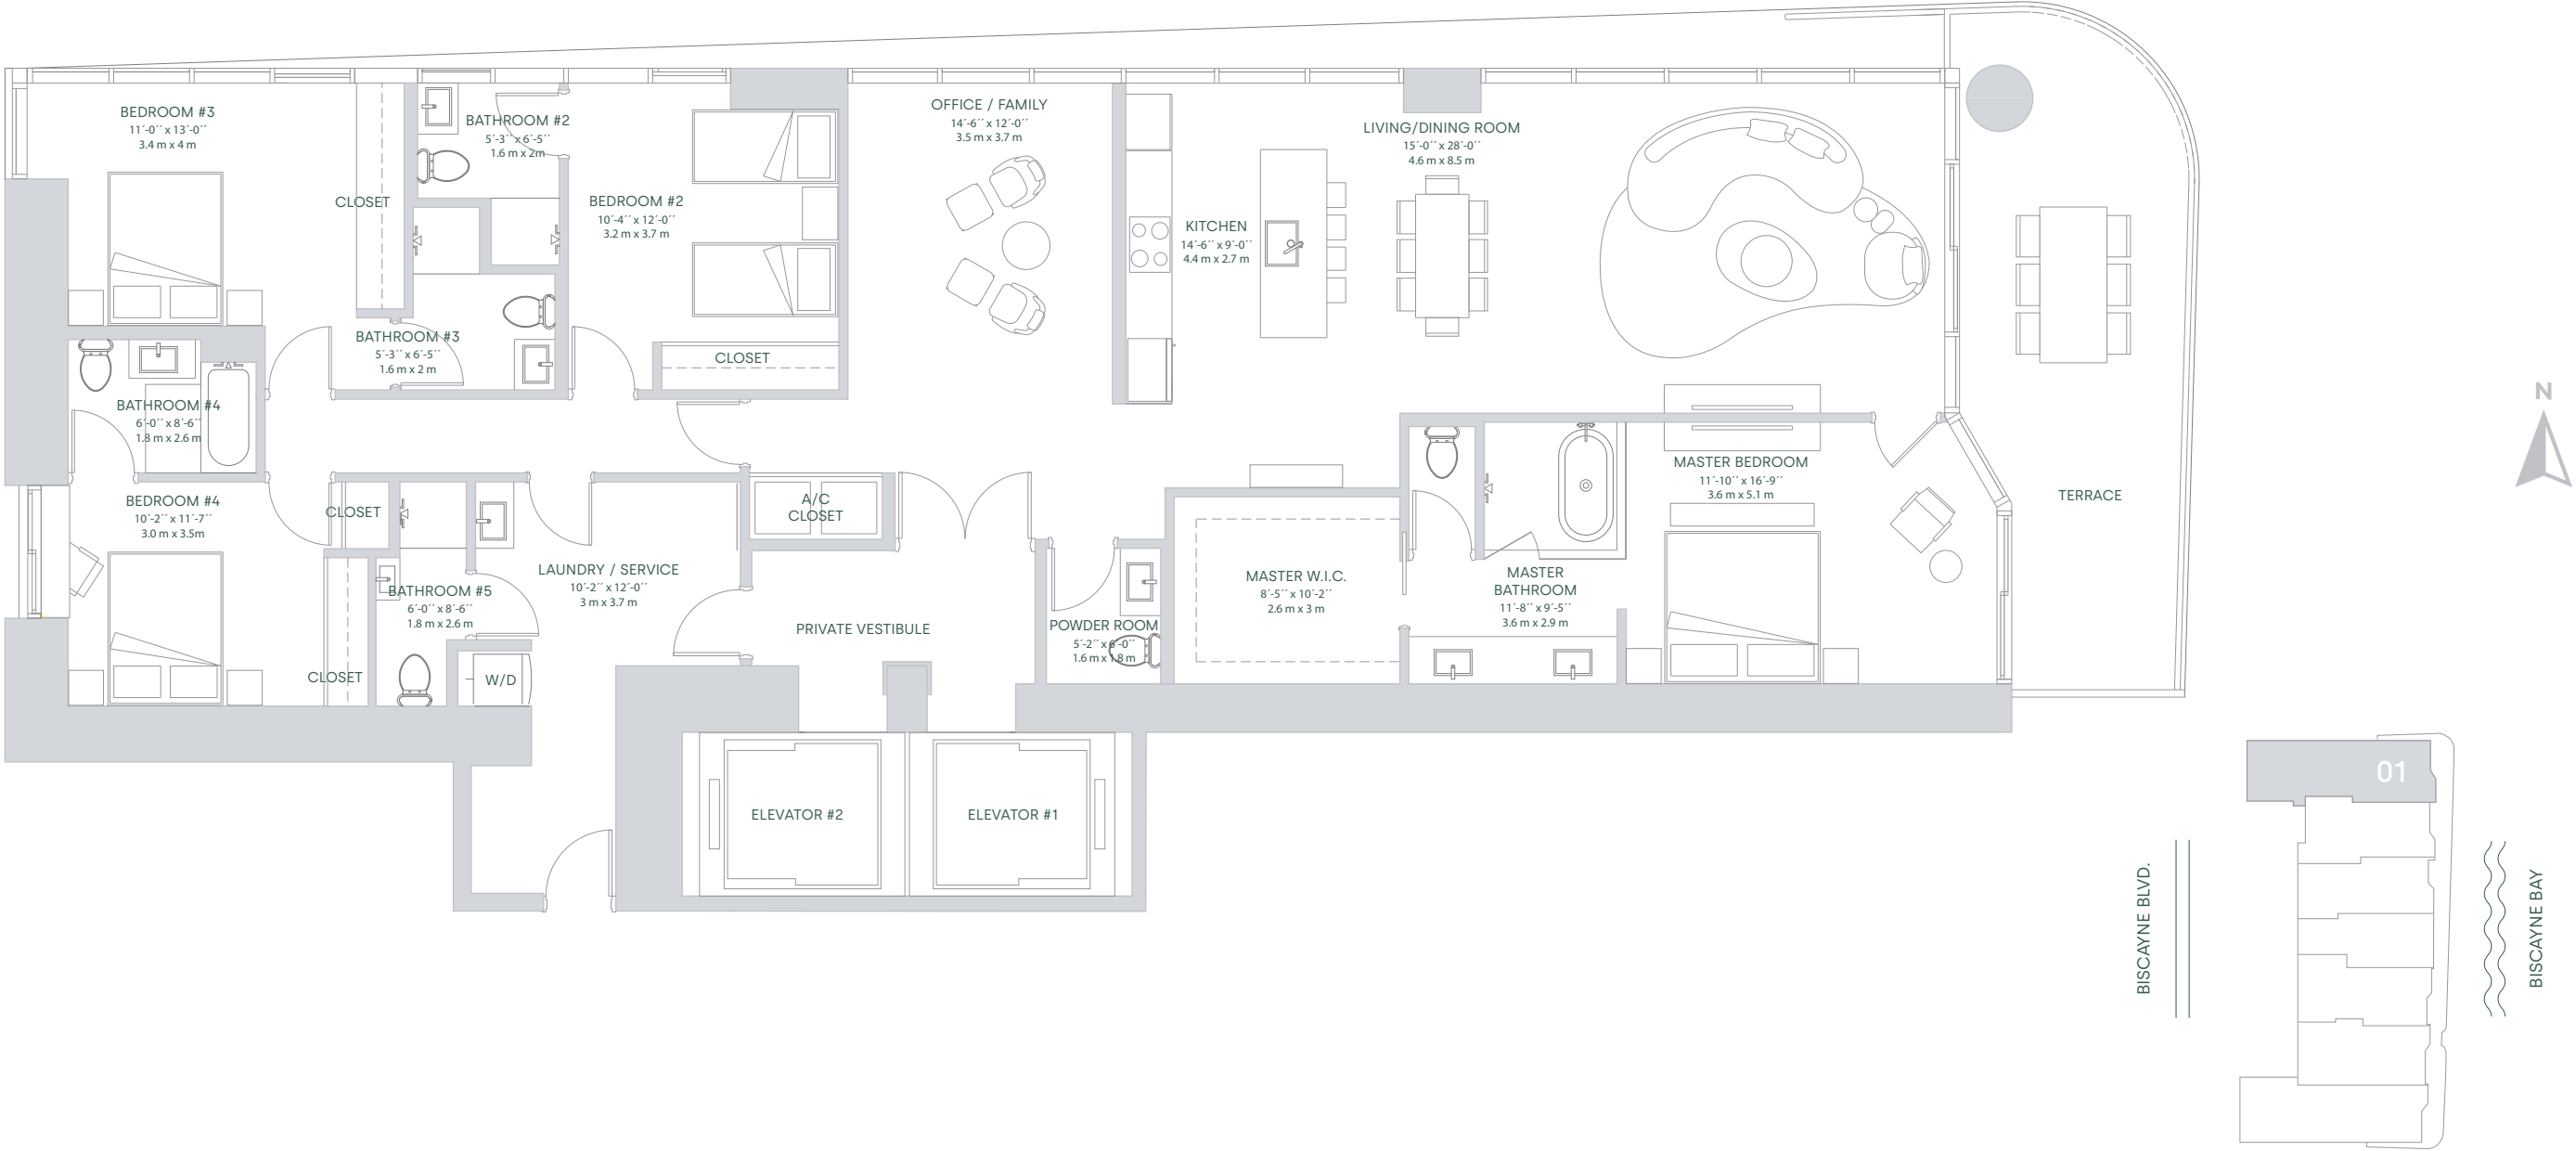 BEDROOM #3
11´-0´´ x 13´-0´´
3.4 m x 4 m
CLOSET
BATHROOM #2
5´-3´´ x 6´-5´´
1.6 m x 2m
BEDROOM #2
10´-4´´ x 12´-0´´
3.2 m x 3.7 m
CLOSET
OFFICE / FAMILY
14´-6´´ x 12´-0´´
3.5 m x 3.7 m
KITCHEN
14´-6´´ x 9´-0´´
4.4 m x 2.7 m
LIVING/DINING ROOM
15´-0´´ x 28´-0´´
4.6 m x 8.5 m
BATHROOM #3
5´-3´´ x 6´-5´´
1.6 m x 2 m
BATHROOM #4
6´-0´´ x 8´-6´´
1.8 m x 2.6 m
BEDROOM #4
10´-2´´ x 11´-7´´
3.0 m x 3.5m
CLOSET
CLOSET
BATHROOM #5
6´-0´´ x 8´-6´´
1.8 m x 2.6 m
W/D
LAUNDRY / SERVICE
10´-2´´ x 12´-0´´
3 m x 3.7 m
A/C
CLOSET
PRIVATE VESTIBULE
POWDER ROOM
5´-2´´ x 6´-0´´
1.6 m x 1.8 m
MASTER W.I.C.
8´-5´´ x 10´-2´´
2.6 m x 3 m
MASTER
BATHROOM
11´-8´´ x 9´-5´´
3.6 m x 2.9 m
MASTER BEDROOM
11´-10´´ x 16´-9´´
3.6 m x 5.1 m
TERRACE
N
ELEVATOR #2
ELEVATOR #1
01
BISCAYNE BLVD.
BISCAYNE BAY